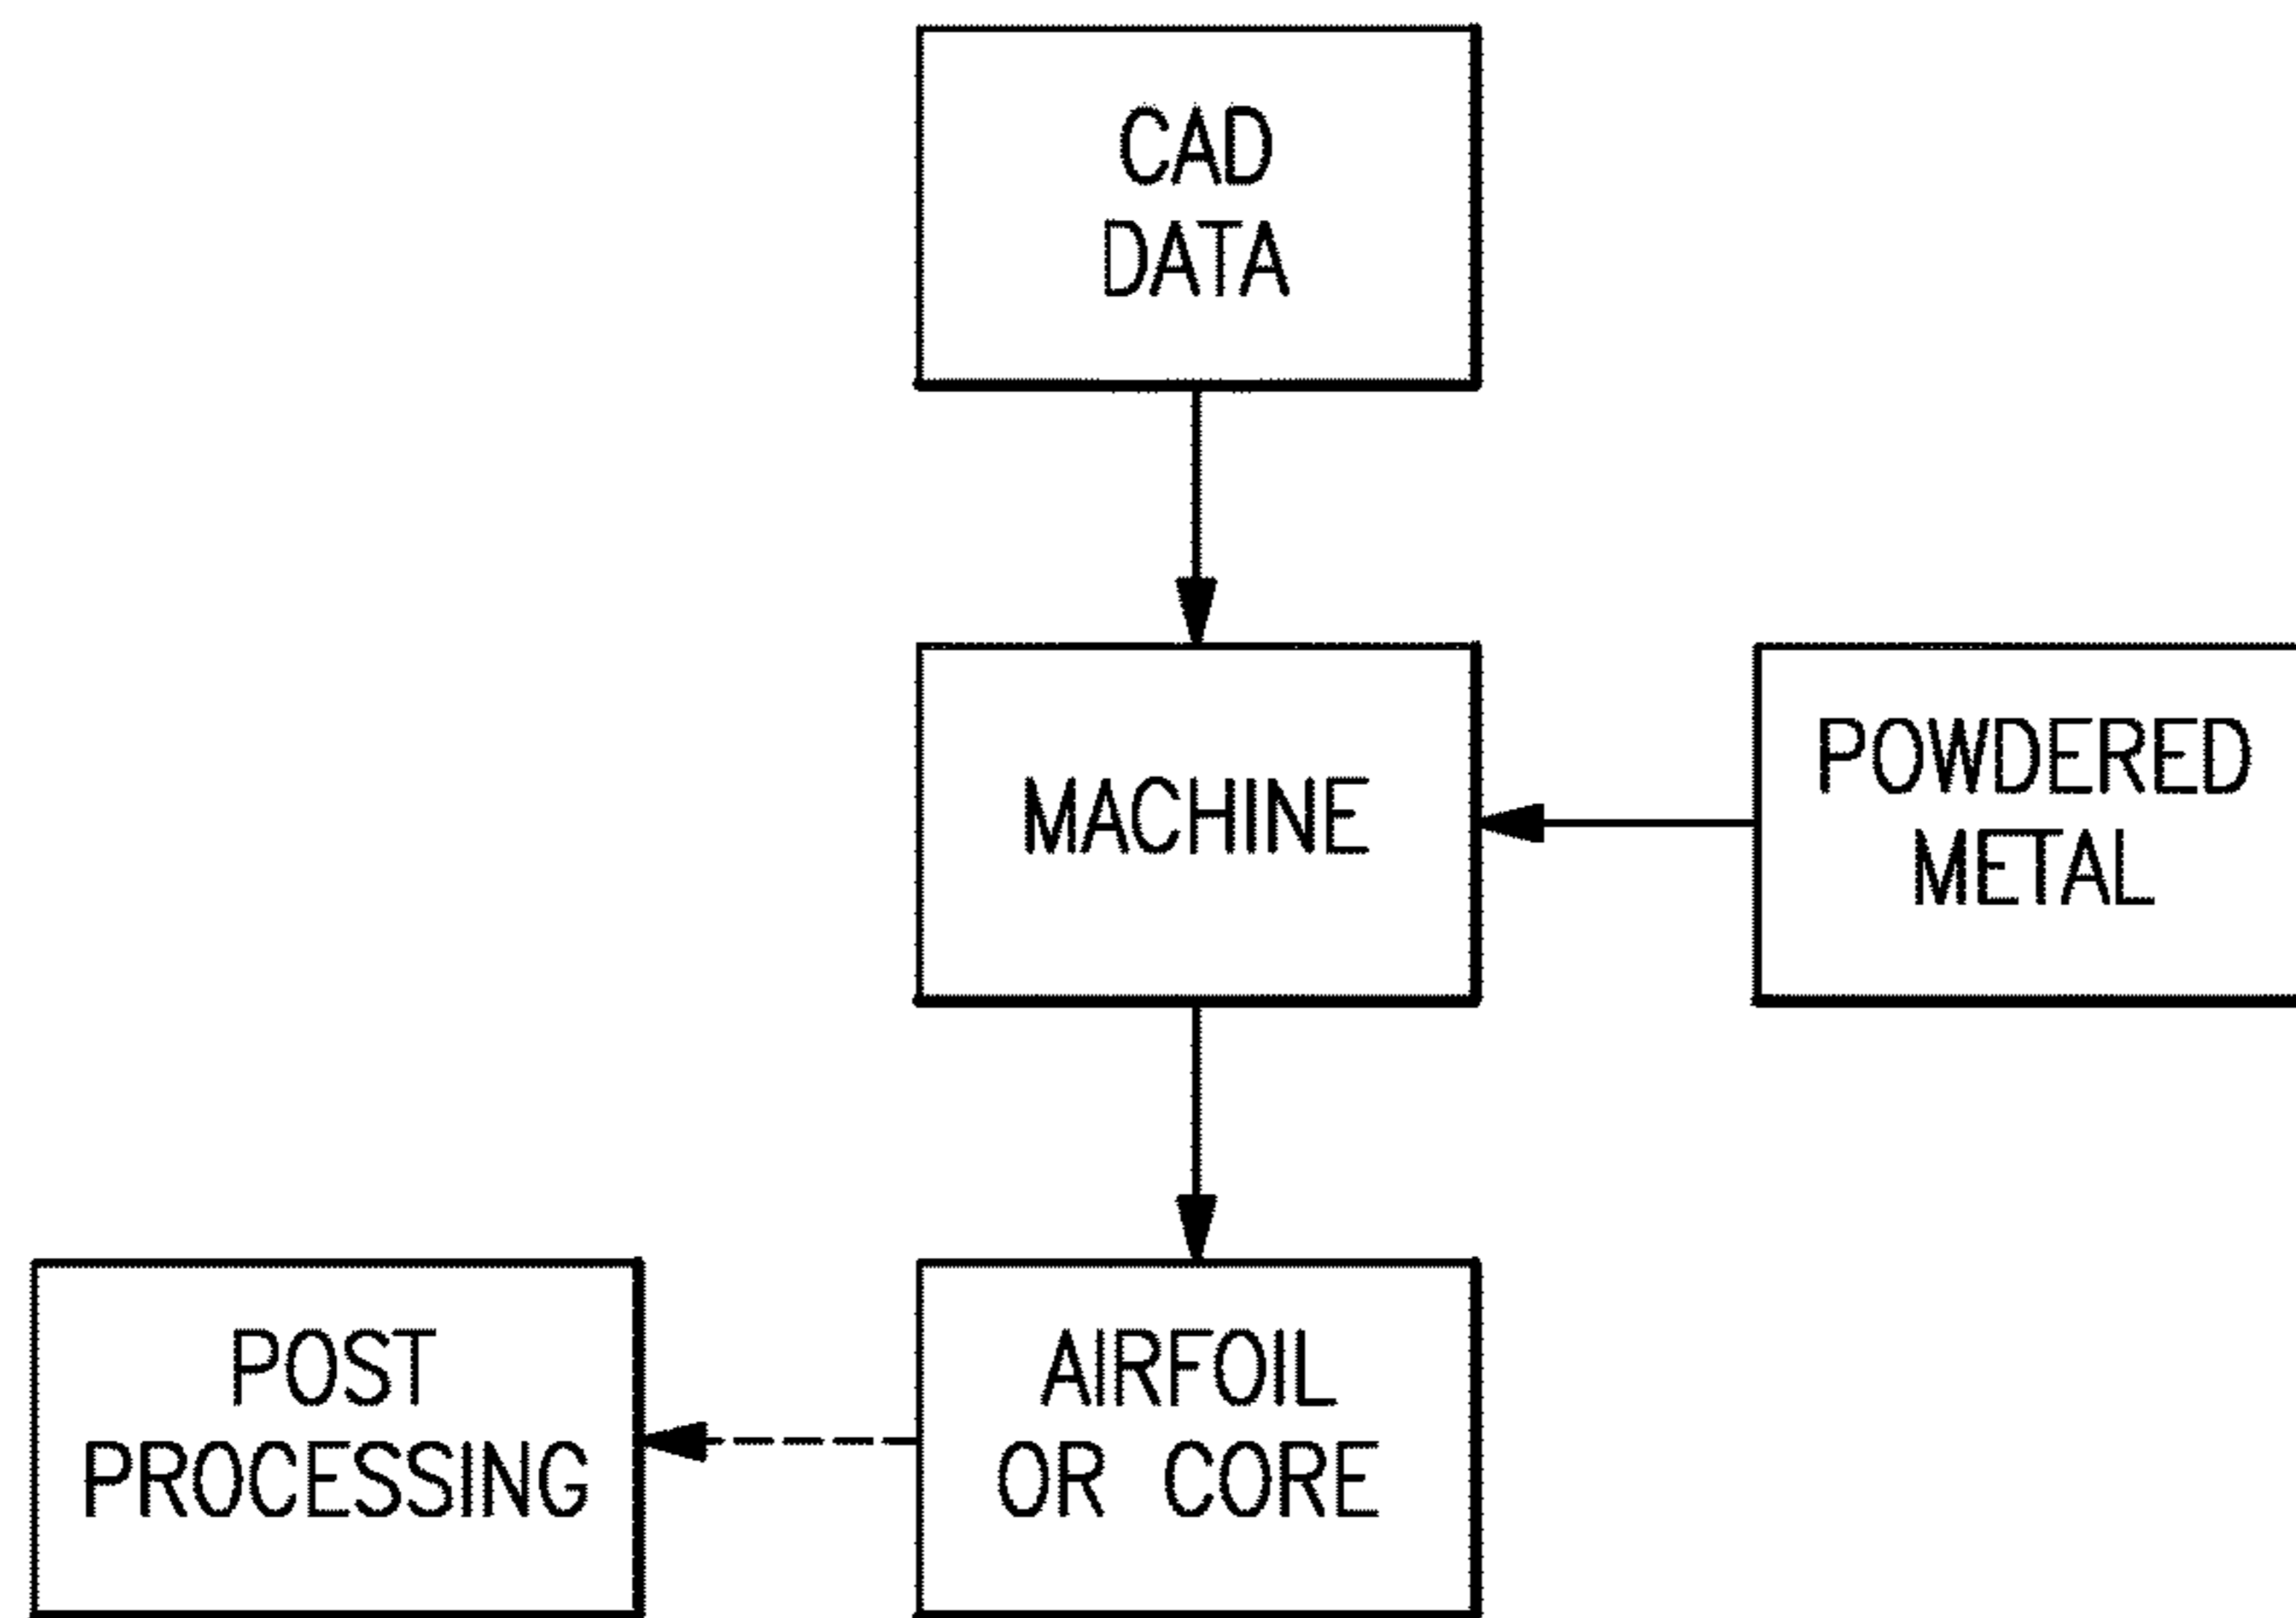 CAD
DATA
MACHINE
POWDERED
METAL
POST
PROCESSING
AIRFOIL
OR CORE